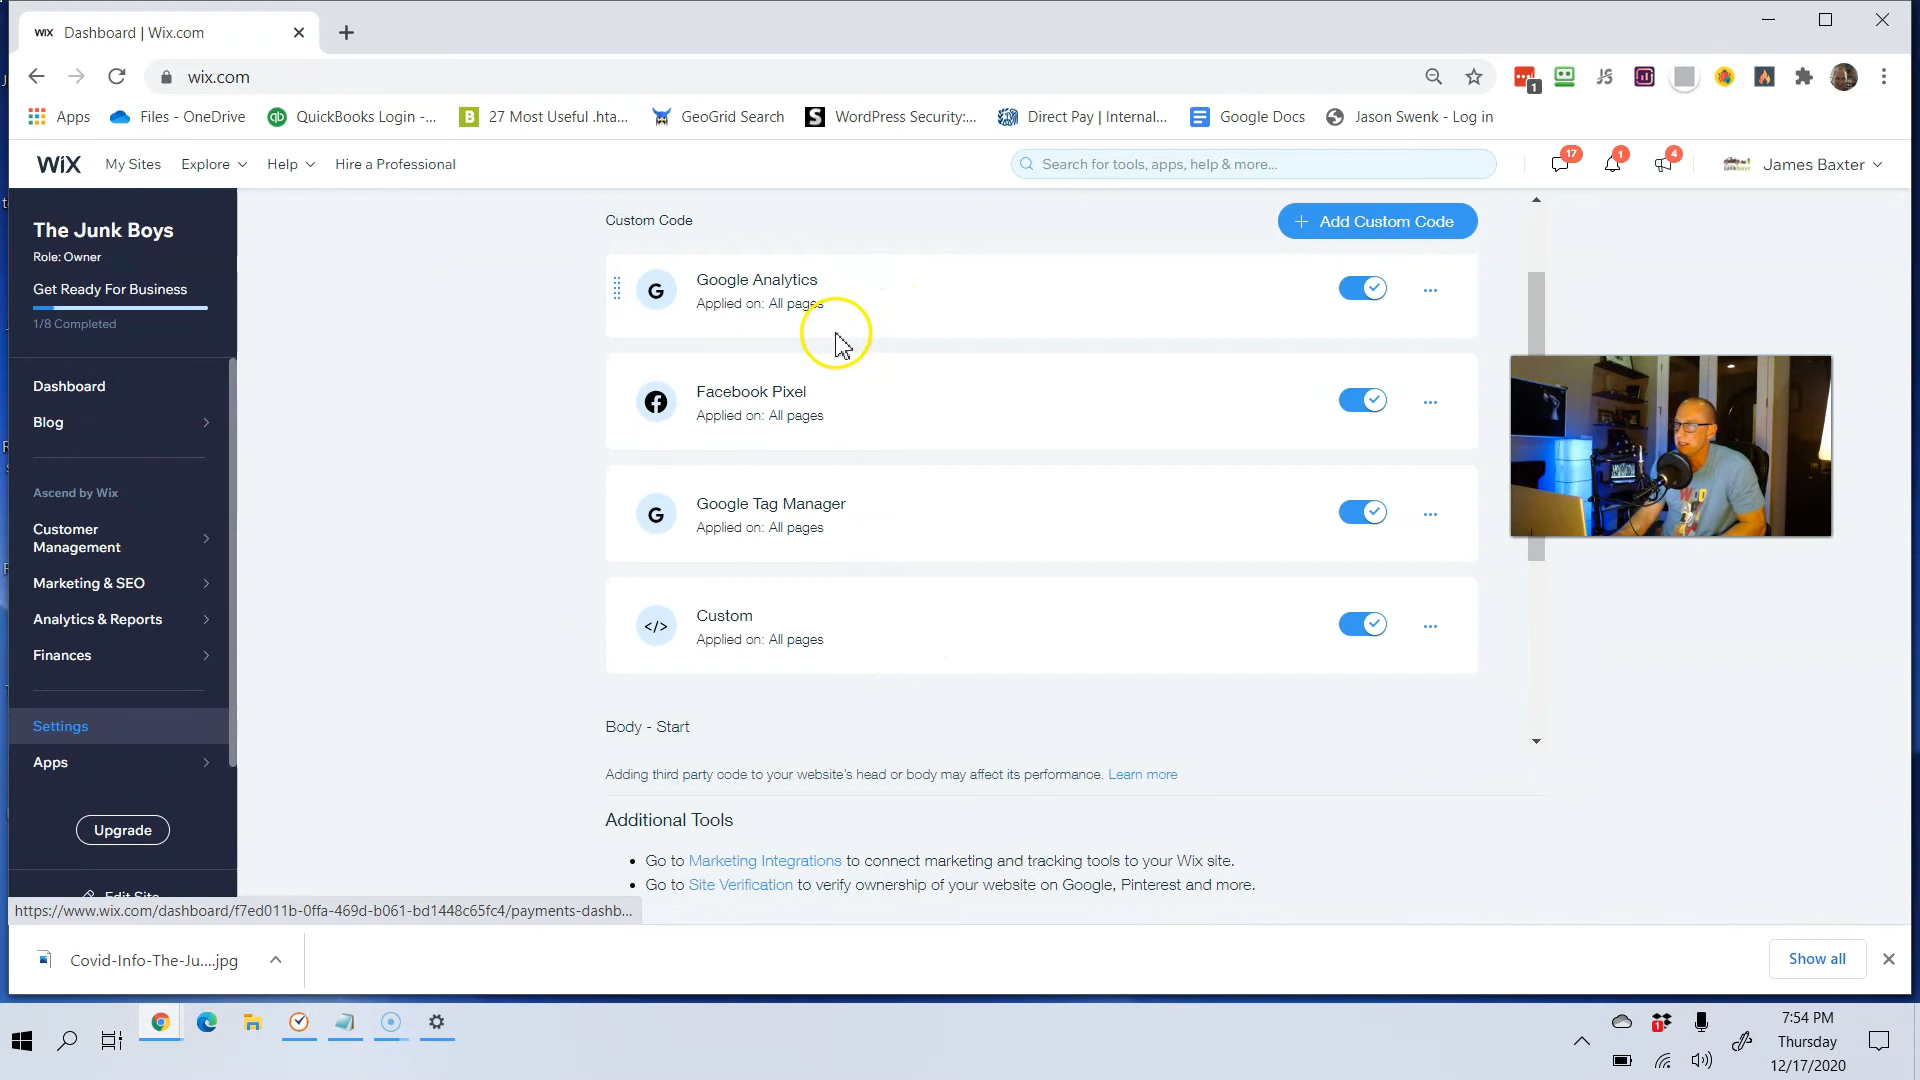 WiX Dashboard | Wix.com
wix.com
1
Apps
Files - OneDrive
qb QuickBooks Login -...
B 27 Most Useful .hta...
GeoGrid Search
S WordPress Security:...
Direct Pay | Internal...
Google Docs
Jason Swenk - Log in
WiX
My Sites
Explore
Help
Hire a Professional
Search for tools, apps, help & more...
17
1
4
James Baxter
The Junk Boys
Role: Owner
Get Ready For Business
1/8 Completed
Dashboard
Blog
Ascend by Wix
Customer
Management
Marketing & SEO
Analytics & Reports
Finances
Settings
Apps
Upgrade
Edit Site
Custom Code
+ Add Custom Code
G Google Analytics
Applied on: All pages
Facebook Pixel
Applied on: All pages
G Google Tag Manager
Applied on: All pages
</> Custom
Applied on: All pages
Body - Start
Adding third party code to your website's head or body may affect its performance. Learn more
Additional Tools
• Go to Marketing Integrations to connect marketing and tracking tools to your Wix site.
• Go to Site Verification to verify ownership of your website on Google, Pinterest and more.
https://www.wix.com/dashboard/f7ed011b-0ffa-469d-b061-bd1448c65fc4/payments-dashb...
Covid-Info-The-Ju....jpg
Show all
1
7:54 PM
Thursday
12/17/2020